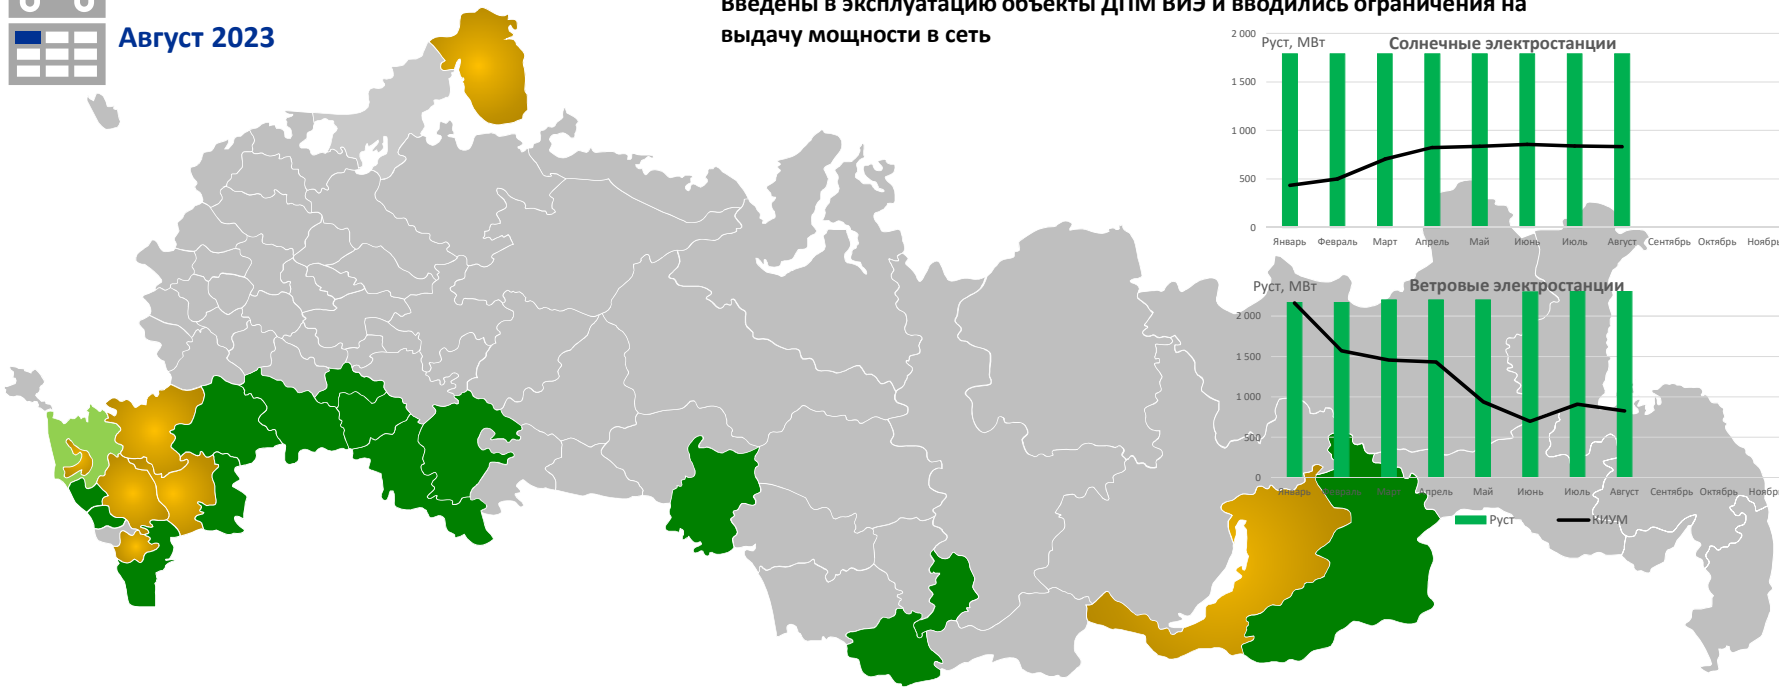 Введены в эксплуатацию объекты ДПМ ВИЭ и вводились ограничения на
выдачу мощности в сеть
Август 2023
Руст, МВт
Солнечные электростанции
2 000
1 500
1 000
500
0
Январь Февраль Март Апрель Май Июнь Июль Август Сентябрь Октябрь Ноябрь
Руст, МВт
Ветровые электростанции
2 000
1 500
1 000
500
0
Январь Февраль Март Апрель Май Июнь Июль Август Сентябрь Октябрь Ноябрь
Руст КИУМ